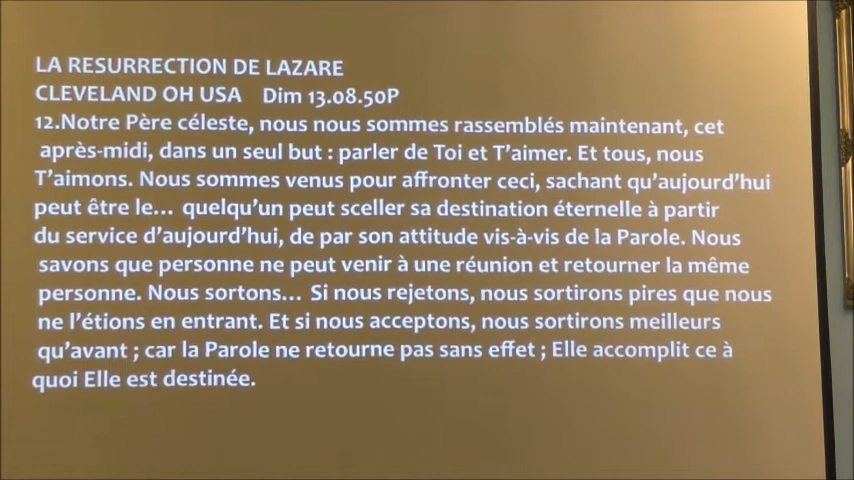 LA RESURRECTION DE LAZARE
CLEVELAND OH USA Dim 13.08.50P
12.Notre Père céleste, nous nous sommes rassemblés maintenant, cet
après-midi, dans un seul but : parler de Toi et T'aimer. Et tous, nous
T'aimons. Nous sommes venus pour affronter ceci, sachant qu'aujourd'hui
peut être le... quelqu'un peut sceller sa destination éternelle à partir
du service d'aujourd'hui, de par son attitude vis-à-vis de la Parole. Nous
savons que personne ne peut venir à une réunion et retourner la même
personne. Nous sortons... Si nous rejetons, nous sortirons pires que nous
ne l'étions en entrant. Et si nous acceptons, nous sortirons meilleurs
qu'avant ; car la Parole ne retourne pas sans effet ; Elle accomplit ce à
quoi Elle est destinée.